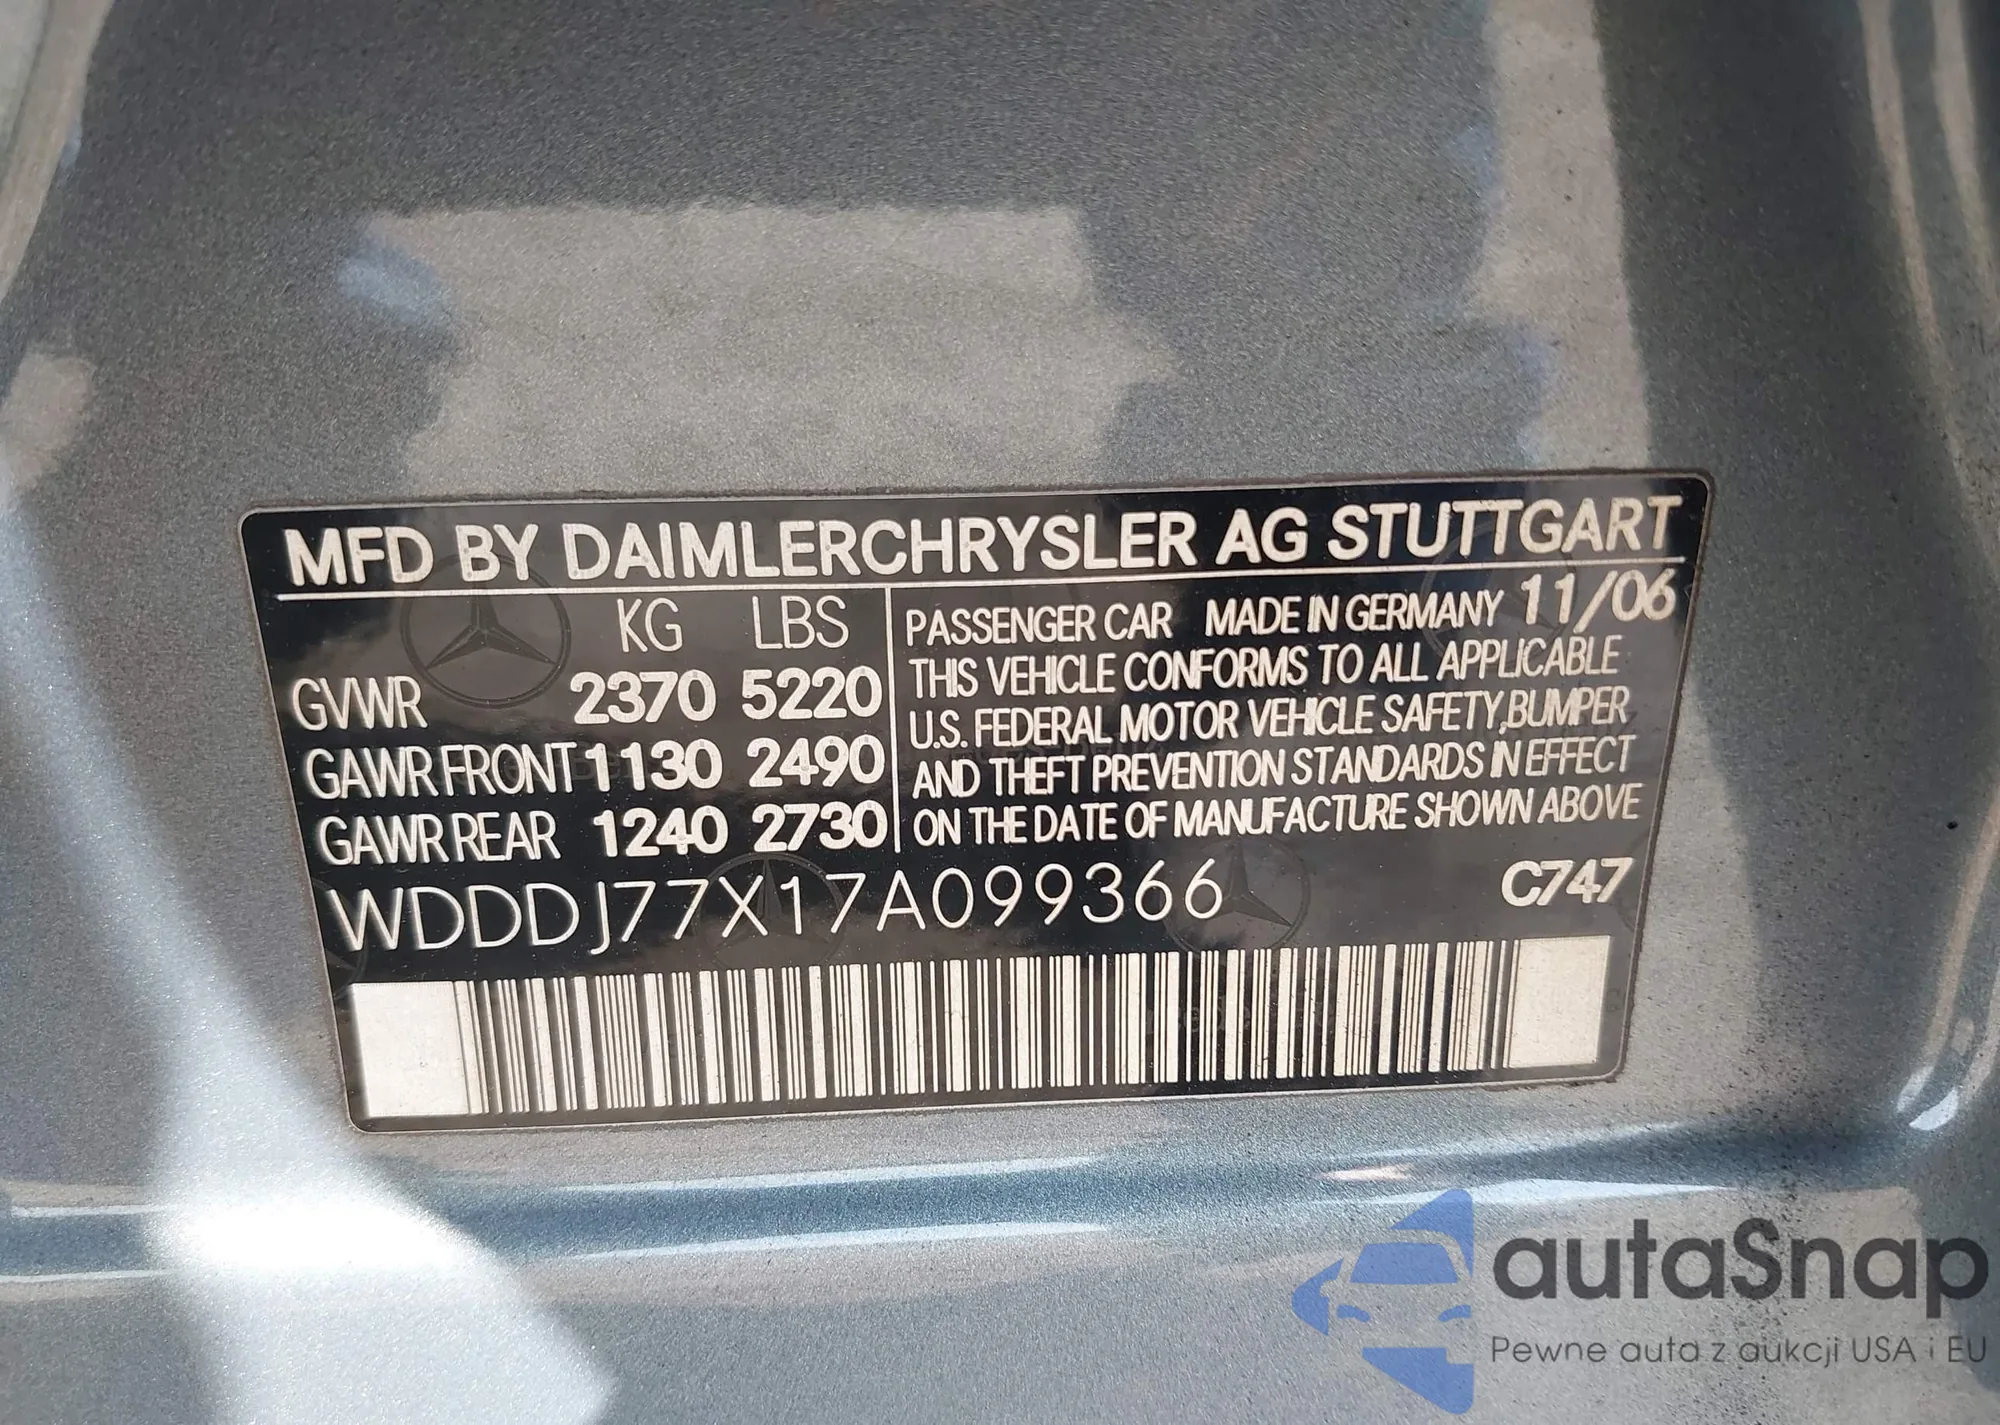 MFD BY DAIMLERCHRYSLER AG STUTTGART
KG LBS
GVWR 2370 5220
GAWR FRONT 1130 2490
GAWR REAR 1240 2730
PASSENGER CAR MADE IN GERMANY 11/06
THIS VEHICLE CONFORMS TO ALL APPLICABLE
U.S. FEDERAL MOTOR VEHICLE SAFETY, BUMPER
AND THEFT PREVENTION STANDARDS IN EFFECT
ON THE DATE OF MANUFACTURE SHOWN ABOVE
WDDDJ77X17A099366 C747
autaSnap
Pewne auta z aukcji USA i EU